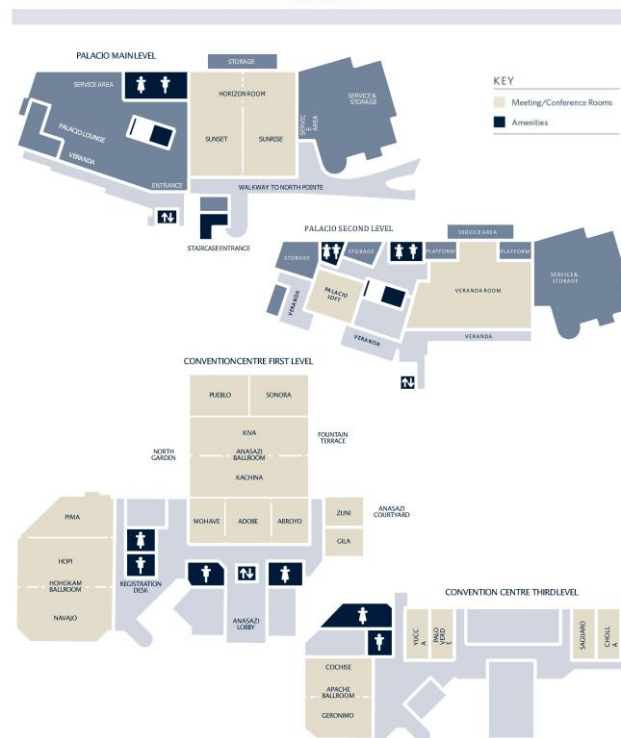 PALACIO MAIN LEVEL
STORAGE
SERVICE AREA
HORIZON ROOM
SERVICE &
STORAGE
PALACIO LOUNGE
SUNSET
SUNRISE
SERVIC
E AREA
VERANDA
ENTRANCE
WALKWAY TO NORTH POINTE
STAIRCASE ENTRANCE
KEY
Meeting/Conference Rooms
Amenities
PALACIO SECOND LEVEL
SERVICE AREA
STORAGE
STORAGE
PLATFORM
PLATFORM
SERVICE &
STORAGE
VERANDA
PALACIO
LOFT
VERANDA ROOM
VERANDA
VERANDA
CONVENTION CENTRE FIRST LEVEL
PUEBLO
SONORA
NORTH
GARDEN
KIVA
ANASAZI
BALLROOM
KACHINA
FOUNTAIN
TERRACE
MOHAVE
ADOBE
ARROYO
ZUNI
GILA
ANASAZI
COURTYARD
PIMA
HOPI
HOHOKAM
BALLROOM
NAVAJO
REGISTRATION
DESK
ANASAZI
LOBBY
CONVENTION CENTRE THIRD LEVEL
YUCC
A
PALO
VERD
E
SAGUARO
CHOLL
A
COCHISE
APACHE
BALLROOM
GERONIMO